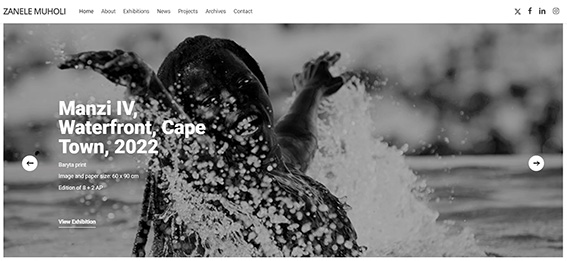 ZANELE MUHOLI
Home About Exhibitions News Projects Archives Contact
Manzi IV,
Waterfront, Cape
Town, 2022
Baryta print
Image and paper size: 60 x 90 cm
Edition of 8 + 2 AP
View Exhibition